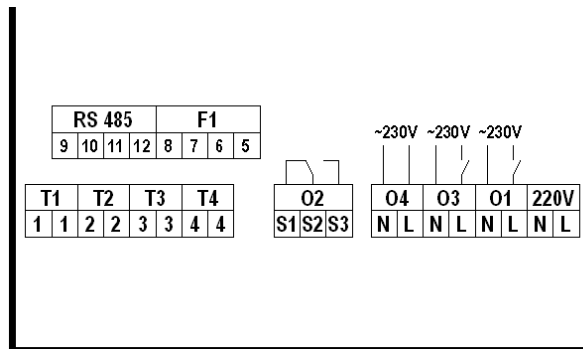 RS 485 F1
9 10 11 12 8 7 6 5
~230V ~230V ~230V
T1 T2 T3 T4 O2 O4 O3 O1 220V
1 1 2 2 3 3 4 4 S1 S2 S3 N L N L N L N L